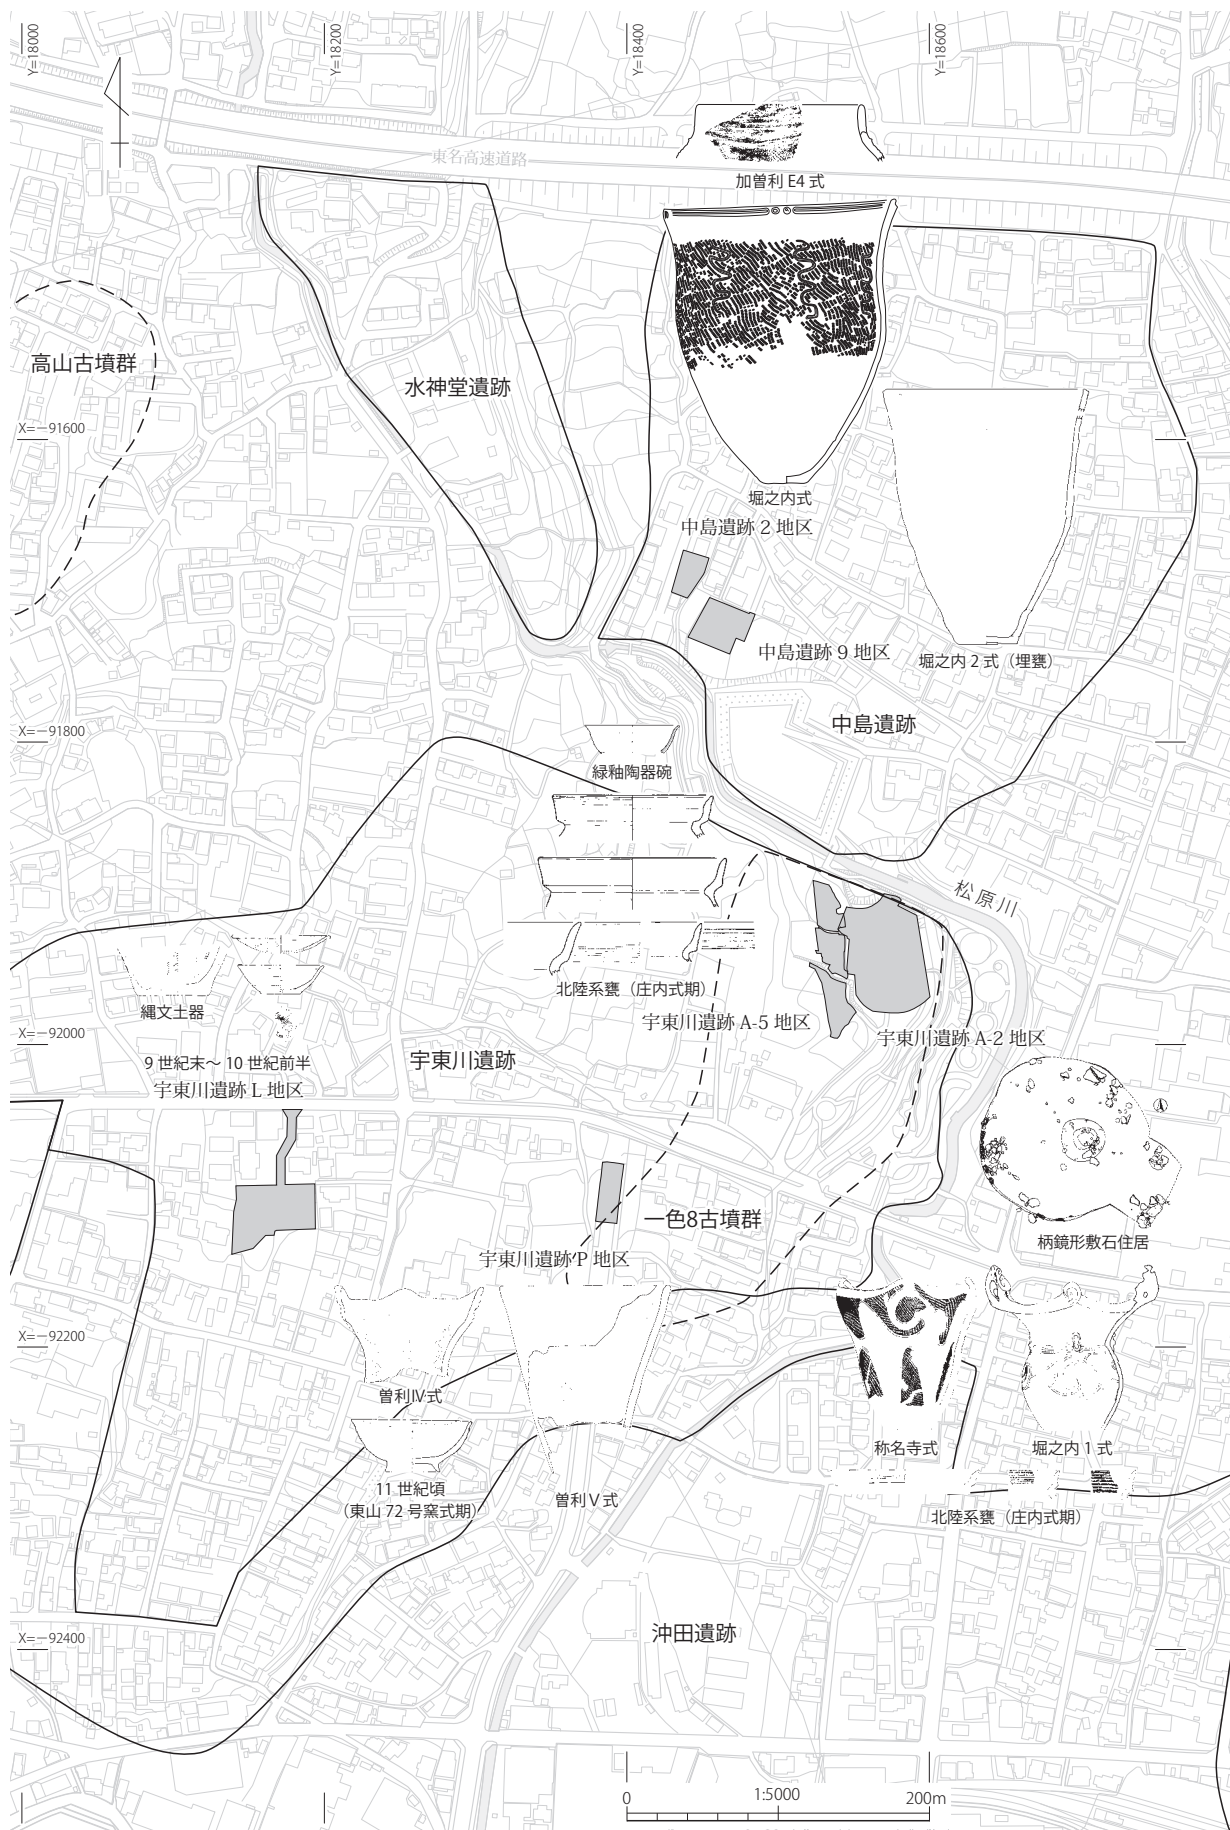 Y=18000
Y=18200
Y=18400
Y=18600
東名高速道路
加曽利 E4 式
高山古墳群
水神堂遺跡
X=－91600
堀之内式
中島遺跡 2 地区
中島遺跡 9 地区
堀之内 2 式（埋甕）
中島遺跡
X=－91800
緑釉陶器碗
松原川
北陸系甕（庄内式期）
縄文土器
宇東川遺跡 A-5 地区
宇東川遺跡 A-2 地区
X=－92000
9 世紀末～ 10 世紀前半
宇東川遺跡
宇東川遺跡 L 地区
一色8古墳群
柄鏡形敷石住居
宇東川遺跡 P 地区
X=－92200
曽利Ⅳ式
称名寺式
堀之内 1 式
11 世紀頃
（東山 72 号窯式期）
曽利Ⅴ式
北陸系甕（庄内式期）
沖田遺跡
X=－92400
0
1:5000
200m